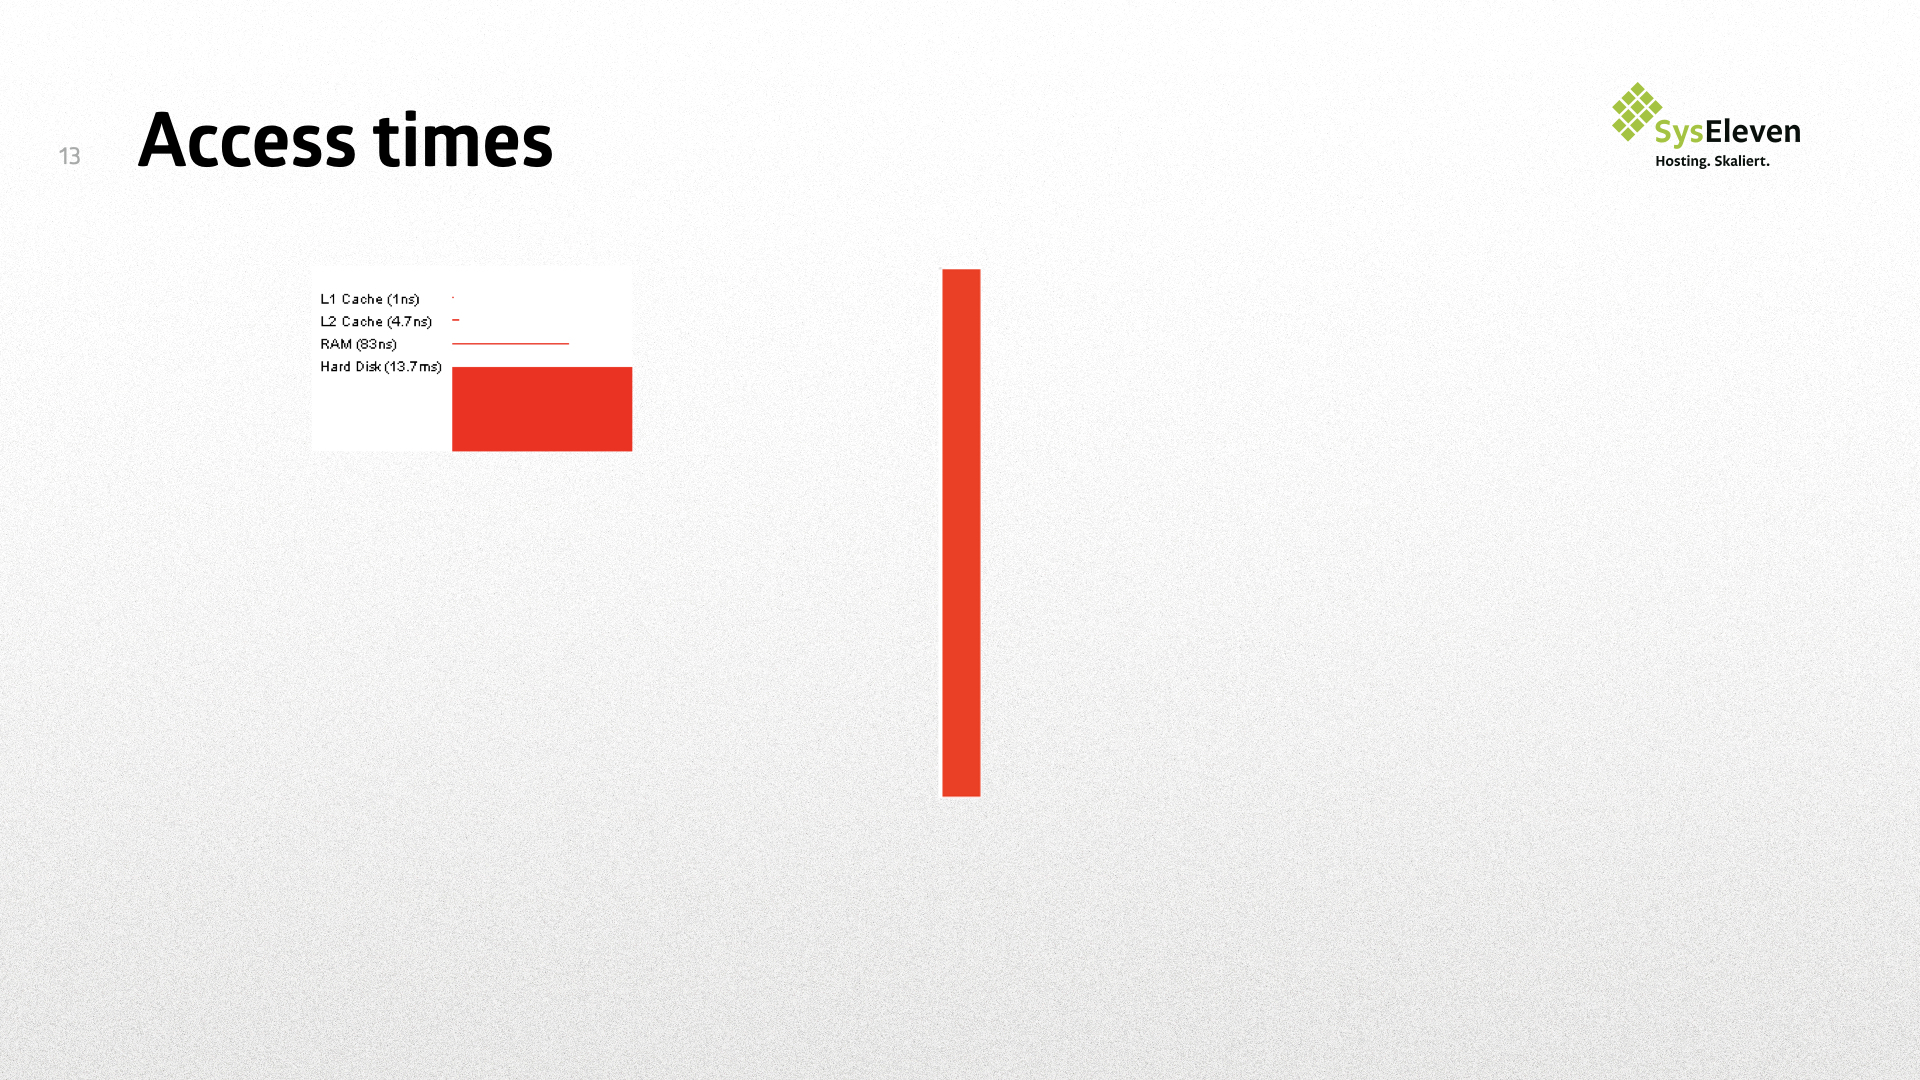 13
Access times
SysEleven
Hosting. Skaliert.
L1 Cache (1ns)
L2 Cache (4.7ns)
RAM (83ns)
Hard Disk (13.7ms)